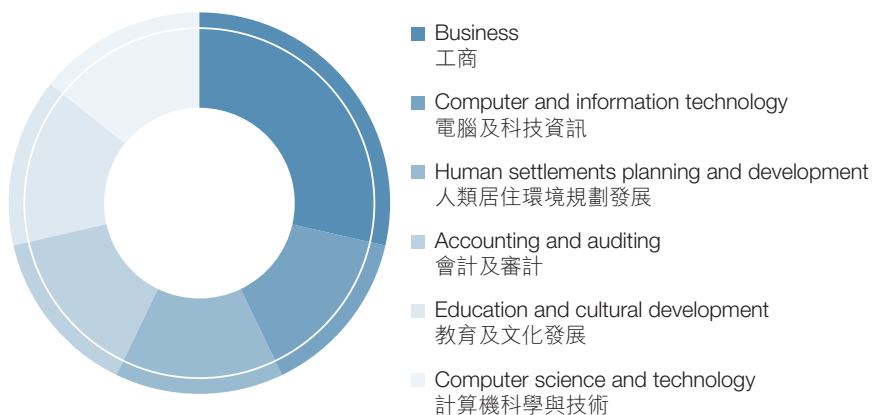 Business
工商
Computer and information technology
電腦及科技資訊
Human settlements planning and development
人類居住環境規劃發展
Accounting and auditing
會計及審計
Education and cultural development
教育及文化發展
Computer science and technology
計算機科學與技術